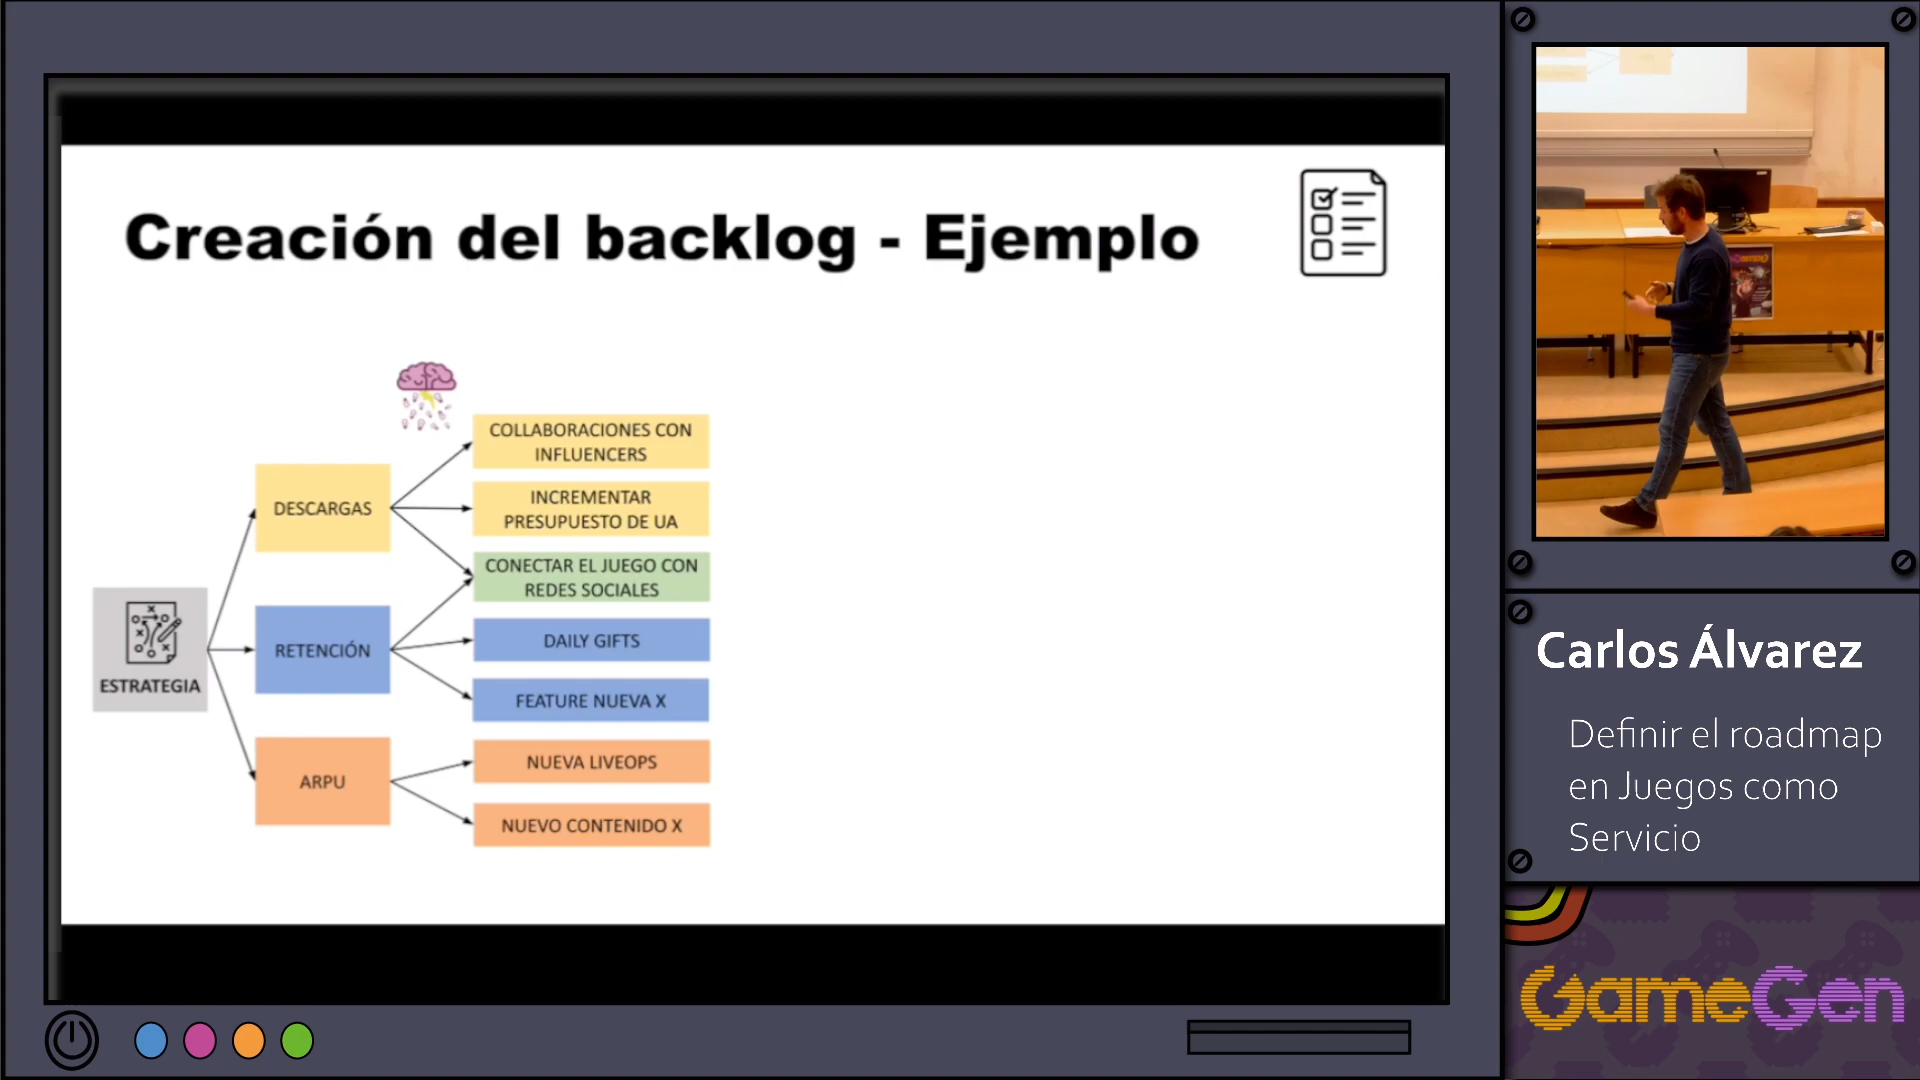 Creación del backlog - Ejemplo
COLLABORACIONES CON
INFLUENCERS
DESCARGAS
INCREMENTAR
PRESUPUESTO DE UA
CONECTAR EL JUEGO CON
REDES SOCIALES
ESTRATEGIA
RETENCIÓN
DAILY GIFTS
FEATURE NUEVA X
ARPU
NUEVA LIVEOPS
NUEVO CONTENIDO X
Carlos Álvarez
Definir el roadmap
en Juegos como
Servicio
GameGen